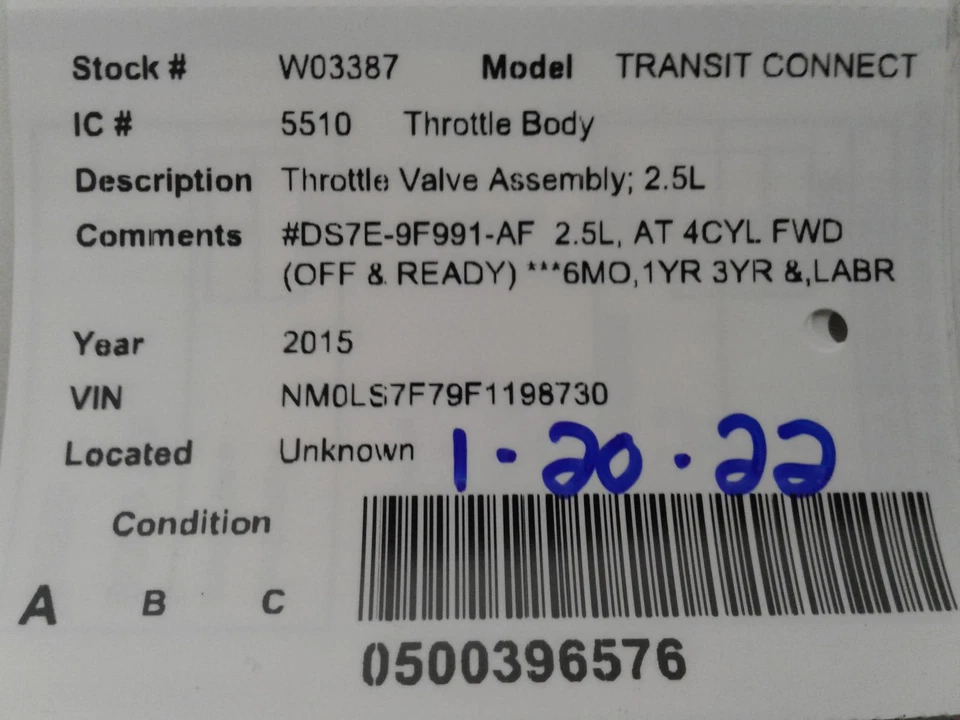 Stock # W03387 Model TRANSIT CONNECT
IC # 5510 Throttle Body
Description Throttle Valve Assembly; 2.5L
Comments #DS7E-9F991-AF 2.5L, AT 4CYL FWD
(OFF & READY) ***6MO,1YR 3YR &,LABR
Year 2015
VIN NM0LS7F79F1198730
Located Unknown 1-20.22
Condition
A B C
0500396576